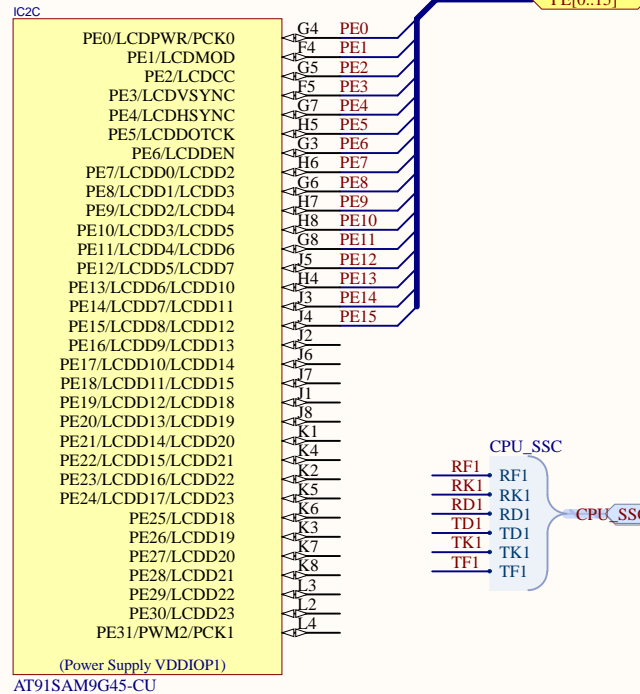 IC2C
PE[0..15]
PE0/LCDPWR/PCK0 G4 PE0
PE1/LCDMOD F4 PE1
PE2/LCDCC G5 PE2
PE3/LCDVSYNC F5 PE3
PE4/LCDHSYNC G7 PE4
PE5/LCDDOTCK H5 PE5
PE6/LCDDEN G3 PE6
PE7/LCDD0/LCDD2 H6 PE7
PE8/LCDD1/LCDD3 G6 PE8
PE9/LCDD2/LCDD4 H7 PE9
PE10/LCDD3/LCDD5 H8 PE10
PE11/LCDD4/LCDD6 G8 PE11
PE12/LCDD5/LCDD7 J5 PE12
PE13/LCDD6/LCDD10 H4 PE13
PE14/LCDD7/LCDD11 J3 PE14
PE15/LCDD8/LCDD12 J4 PE15
PE16/LCDD9/LCDD13 J2
PE17/LCDD10/LCDD14 J6
PE18/LCDD11/LCDD15 J7
PE19/LCDD12/LCDD18 J1
PE20/LCDD13/LCDD19 J8
PE21/LCDD14/LCDD20 K1
PE22/LCDD15/LCDD21 K4
PE23/LCDD16/LCDD22 K2
PE24/LCDD17/LCDD23 K5
PE25/LCDD18 K6
PE26/LCDD19 K3
PE27/LCDD20 K7
PE28/LCDD21 K8
PE29/LCDD22 L3
PE30/LCDD23 L2
PE31/PWM2/PCK1 L4
(Power Supply VDDIOP1)
AT91SAM9G45-CU
CPU_SSC
RF1 RF1
RK1 RK1
RD1 RD1 CPU_SSC
TD1 TD1
TK1 TK1
TF1 TF1